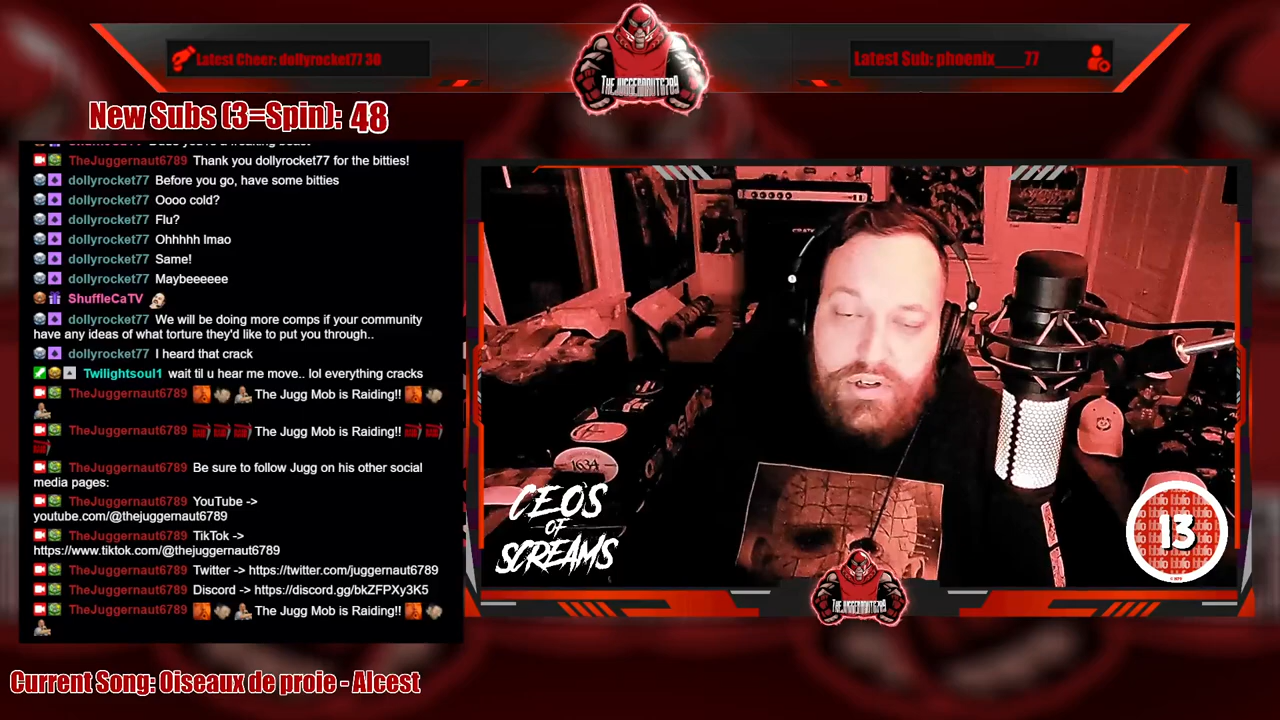 Latest Cheer: dollyrocket77 30
THEJUGGERNAUT6789
Latest Sub: phoenix___77
New Subs (3=Spin): 48
TheJuggernaut6789 Thank you dollyrocket77 for the bitties!
dollyrocket77 Before you go, have some bitties
dollyrocket77 Oooo cold?
dollyrocket77 Flu?
dollyrocket77 Ohhhhh lmao
dollyrocket77 Same!
dollyrocket77 Maybeeeeee
ShuffleCaTV
dollyrocket77 We will be doing more comps if your community
have any ideas of what torture they'd like to put you through..
dollyrocket77 I heard that crack
Twilightsoul1 wait til u hear me move.. lol everything cracks
TheJuggernaut6789 The Jugg Mob is Raiding!!
TheJuggernaut6789 The Jugg Mob is Raiding!!
TheJuggernaut6789 Be sure to follow Jugg on his other social
media pages:
TheJuggernaut6789 YouTube ->
youtube.com/@thejuggernaut6789
TheJuggernaut6789 TikTok ->
https://www.tiktok.com/@thejuggernaut6789
TheJuggernaut6789 Twitter -> https://twitter.com/juggernaut6789
TheJuggernaut6789 Discord -> https://discord.gg/bkZFPXy3K5
TheJuggernaut6789 The Jugg Mob is Raiding!!
1634
CEO'S
OF
SCREAMS
13
THEJUGGERNAUT6789
Current Song: Oiseaux de proie - Alcest